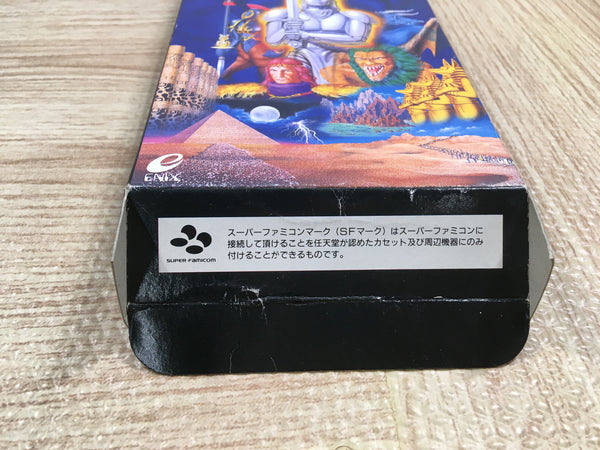 ENIX
スーパーファミコンマーク（SFマーク）はスーパーファミコンに
接続して頂けることを任天堂が認めたカセット及び周辺機器にのみ
付けることができるものです。
SUPER FAMICOM